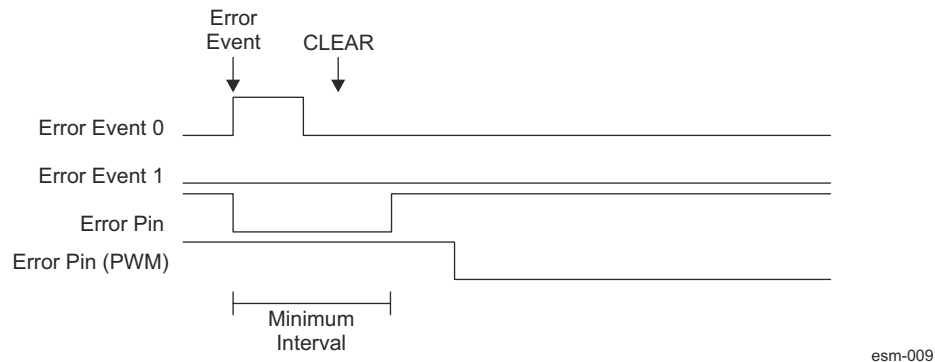 Error
Event
CLEAR
Error Event 0
Error Event 1
Error Pin
Error Pin (PWM)
Minimum
Interval
esm-009